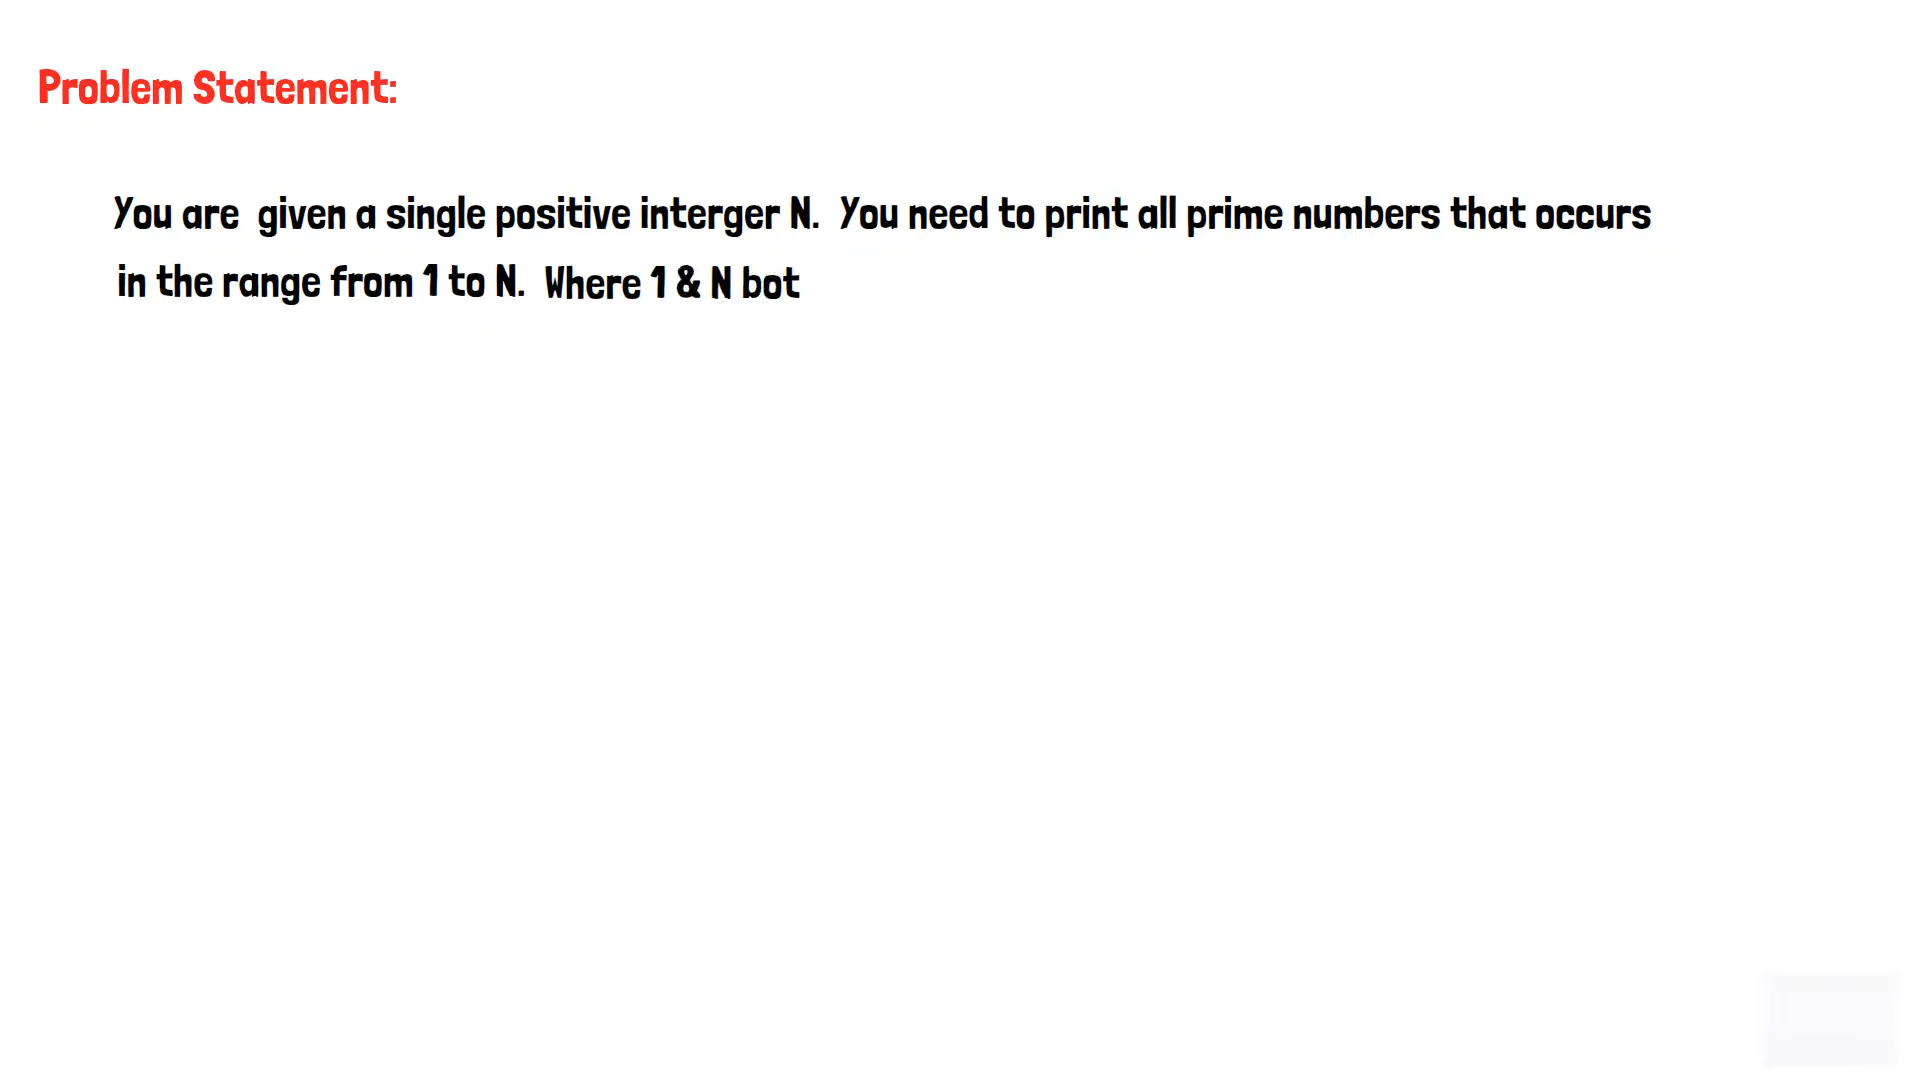 Problem Statement:
You are given a single positive interger N. You need to print all prime numbers that occurs
in the range from 1 to N. Where 1 & N bot